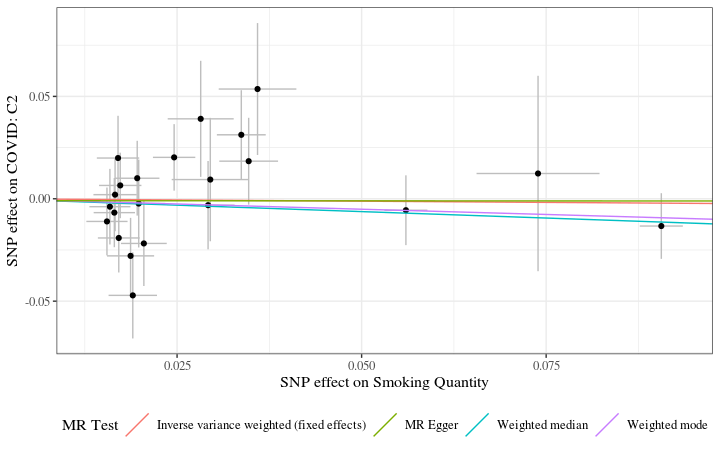 0.05
0.00
-0.05
SNP effect on COVID: C2
0.025 0.050 0.075
SNP effect on Smoking Quantity
MR Test Inverse variance weighted (fixed effects) MR Egger Weighted median Weighted mode